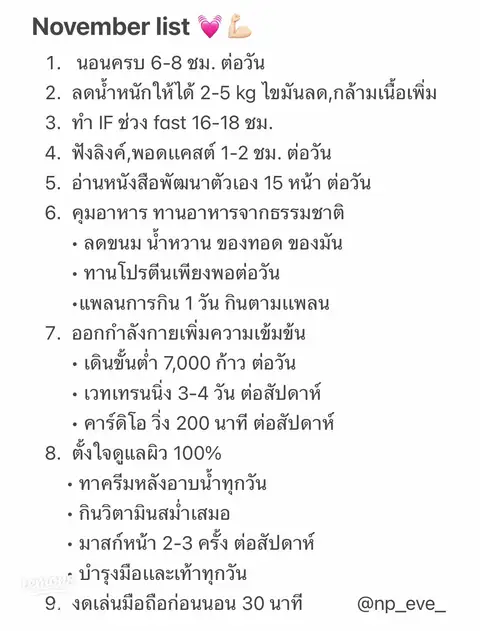 November list 💓💪🏻
1. นอนครบ 6-8 ชม. ต่อวัน
2. ลดน้ำหนักให้ได้ 2-5 kg ไขมันลด,กล้ามเนื้อเพิ่ม
3. ทำ IF ช่วง fast 16-18 ชม.
4. ฟังลิงค์,พอดแคสต์ 1-2 ชม. ต่อวัน
5. อ่านหนังสือพัฒนาตัวเอง 15 หน้า ต่อวัน
6. คุมอาหาร ทานอาหารจากธรรมชาติ
• ลดขนม น้ำหวาน ของทอด ของมัน
• ทานโปรตีนเพียงพอต่อวัน
•แพลนการกิน 1 วัน กินตามแพลน
7. ออกกำลังกายเพิ่มความเข้มข้น
• เดินขั้นต่ำ 7,000 ก้าว ต่อวัน
• เวทเทรนนิ่ง 3-4 วัน ต่อสัปดาห์
• คาร์ดิโอ วิ่ง 200 นาที ต่อสัปดาห์
8. ตั้งใจดูแลผิว 100%
• ทาครีมหลังอาบน้ำทุกวัน
• กินวิตามินสม่ำเสมอ
• มาสก์หน้า 2-3 ครั้ง ต่อสัปดาห์
• บำรุงมือและเท้าทุกวัน
9. งดเล่นมือถือก่อนนอน 30 นาที @np_eve_